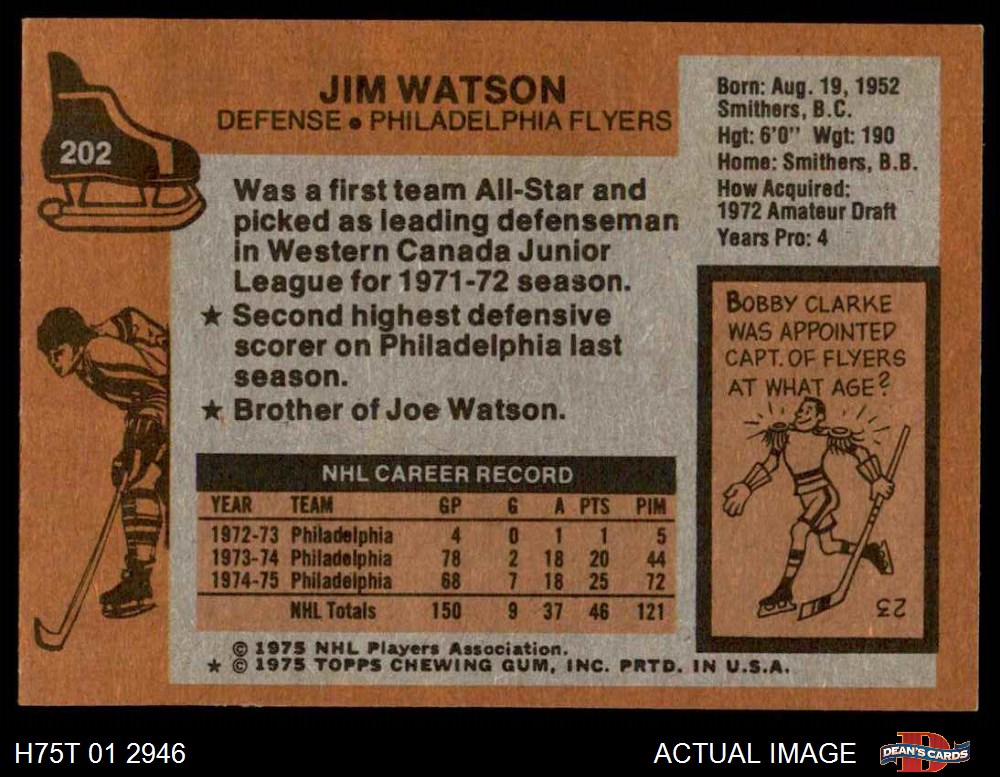 202
JIM WATSON
DEFENSE • PHILADELPHIA FLYERS
Was a first team All-Star and
picked as leading defenseman
in Western Canada Junior
League for 1971-72 season.
★ Second highest defensive
scorer on Philadelphia last
season.
★ Brother of Joe Watson.
Born: Aug. 19, 1952
Smithers, B.C.
Hgt: 6'0" Wgt: 190
Home: Smithers, B.B.
How Acquired:
1972 Amateur Draft
Years Pro: 4
BOBBY CLARKE
WAS APPOINTED
CAPT. OF FLYERS
AT WHAT AGE?
23
NHL CAREER RECORD
YEAR TEAM GP G A PTS PIM
1972-73 Philadelphia 4 0 1 1 5
1973-74 Philadelphia 78 2 18 20 44
1974-75 Philadelphia 68 7 18 25 72
NHL Totals 150 9 37 46 121
© 1975 NHL Players Association.
★ © 1975 TOPPS CHEWING GUM, INC. PRTD. IN U.S.A.
H75T 01 2946
ACTUAL IMAGE
D
DEAN'S CARDS